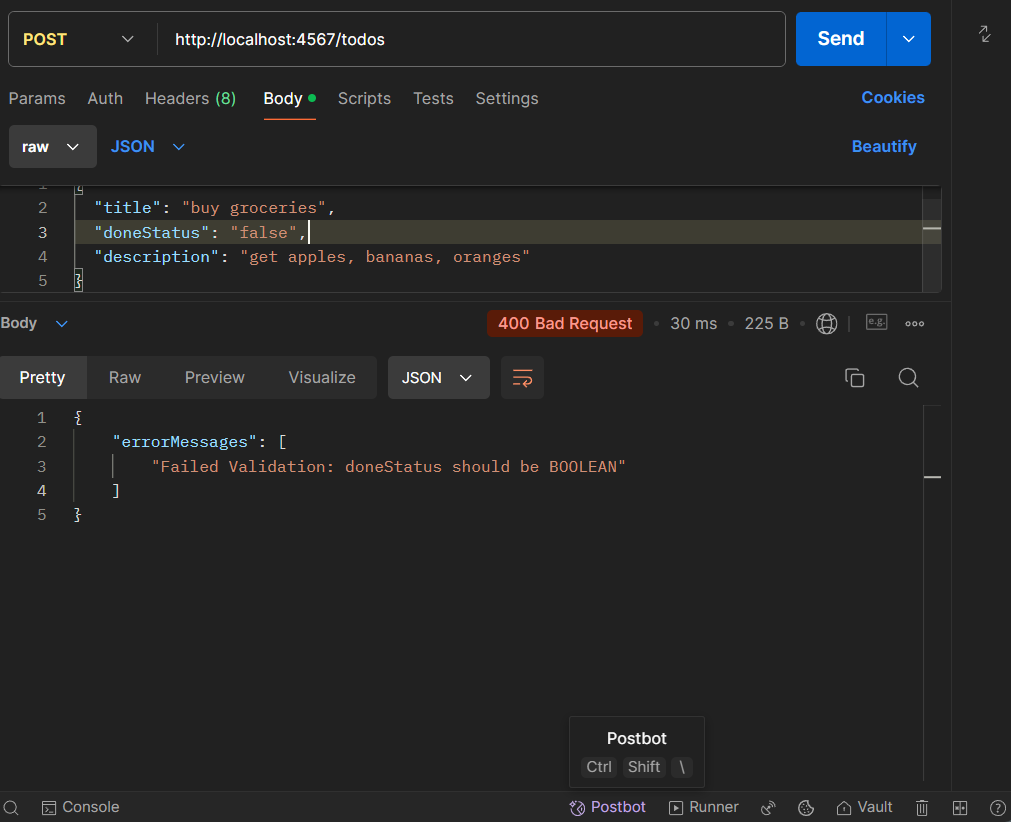 POST http://localhost:4567/todos Send
Params Auth Headers (8) Body Scripts Tests Settings Cookies
raw JSON Beautify
1 {
2 "title": "buy groceries",
3 "doneStatus": "false",
4 "description": "get apples, bananas, oranges"
5 }
Body 400 Bad Request • 30 ms • 225 B • e.g.
Pretty Raw Preview Visualize JSON
1 {
2 "errorMessages": [
3 "Failed Validation: doneStatus should be BOOLEAN"
4 ]
5 }
Postbot
Ctrl Shift \
Console Postbot Runner Vault